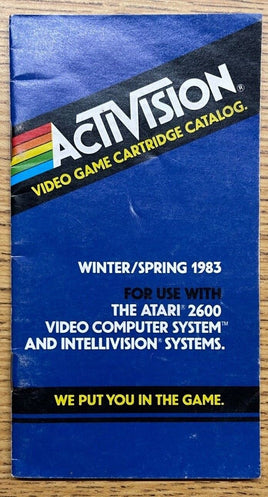 ACTIVISION®
VIDEO GAME CARTRIDGE CATALOG.
WINTER/SPRING 1983
FOR USE WITH
THE ATARI® 2600
VIDEO COMPUTER SYSTEM™
AND INTELLIVISION® SYSTEMS.
WE PUT YOU IN THE GAME.